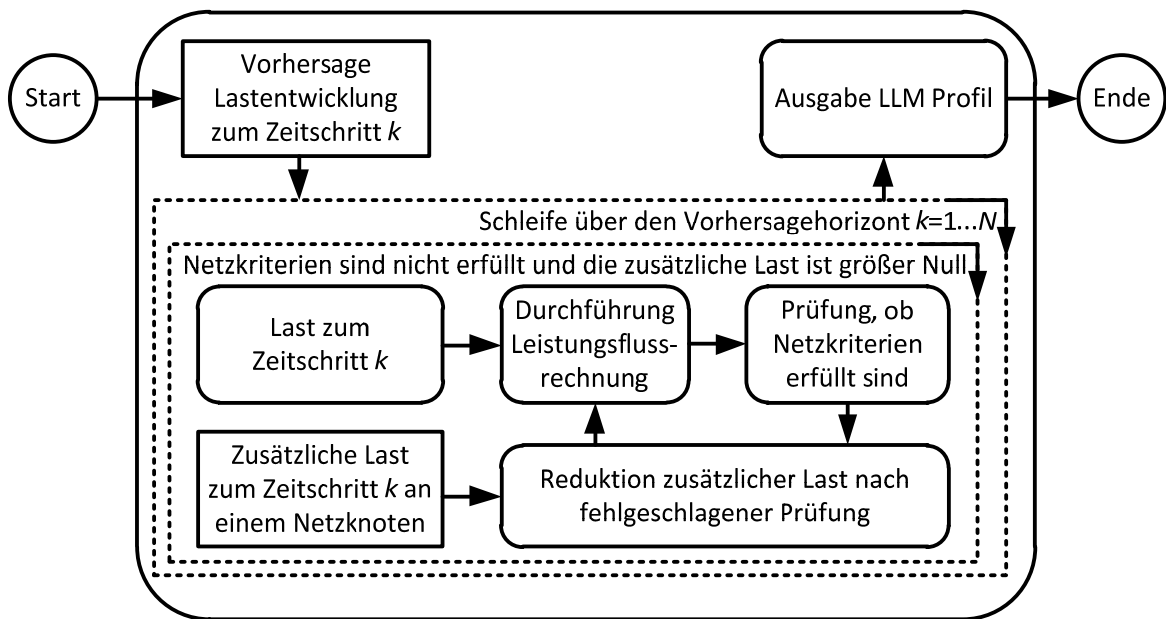 Start
Vorhersage
Lastentwicklung
zum Zeitschritt k
Ausgabe LLM Profil
Ende
Schleife über den Vorhersagehorizont k=1...N
Netzkriterien sind nicht erfüllt und die zusätzliche Last ist größer Null
Last zum
Zeitschritt k
Durchführung
Leistungsfluss-
rechnung
Prüfung, ob
Netzkriterien
erfüllt sind
Zusätzliche Last
zum Zeitschritt k an
einem Netzknoten
Reduktion zusätzlicher Last nach
fehlgeschlagener Prüfung